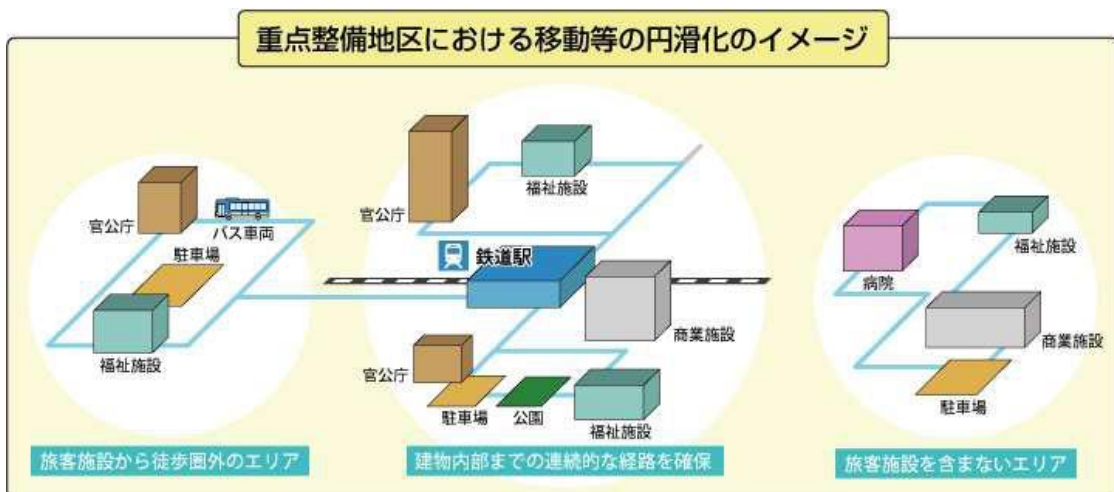 重点整備地区における移動等の円滑化のイメージ
官公庁
バス車両
駐車場
福祉施設
旅客施設から徒歩圏外のエリア
官公庁
福祉施設
鉄道駅
商業施設
官公庁
駐車場
公園
福祉施設
建物内部までの連続的な経路を確保
福祉施設
病院
商業施設
駐車場
旅客施設を含まないエリア